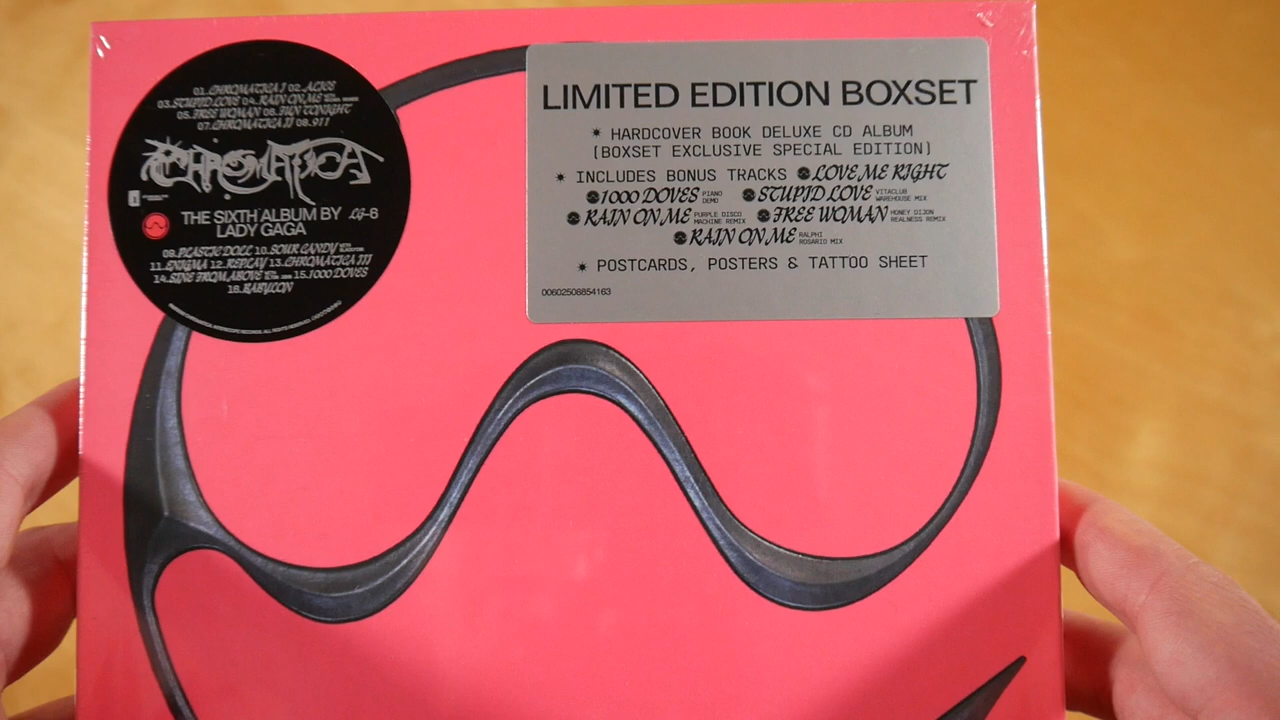 01.CHROMATICA I 02.ALICE
03.STUPID LOVE 04.RAIN ON ME
05.FREE WOMAN 06.FUN TONIGHT
07.CHROMATICA II 08.911
CHROMATICA
THE SIXTH ALBUM BY LG-6
LADY GAGA
09.PLASTIC DOLL 10.SOUR CANDY WITH BLACKPINK
11.ENIGMA 12.REPLAY 13.CHROMATICA III
14.SINE FROM ABOVE 15.1000 DOVES
16.BABYLON
LIMITED EDITION BOXSET
✷ HARDCOVER BOOK DELUXE CD ALBUM
(BOXSET EXCLUSIVE SPECIAL EDITION)
✷ INCLUDES BONUS TRACKS LOVE ME RIGHT
1000 DOVES PIANO DEMO STUPID LOVE VITACLUB WAREHOUSE MIX
RAIN ON ME PURPLE DISCO MACHINE REMIX FREE WOMAN HONEY DIJON REALNESS REMIX
RAIN ON ME RALPHI ROSARIO MIX
✷ POSTCARDS, POSTERS & TATTOO SHEET
00602508854163